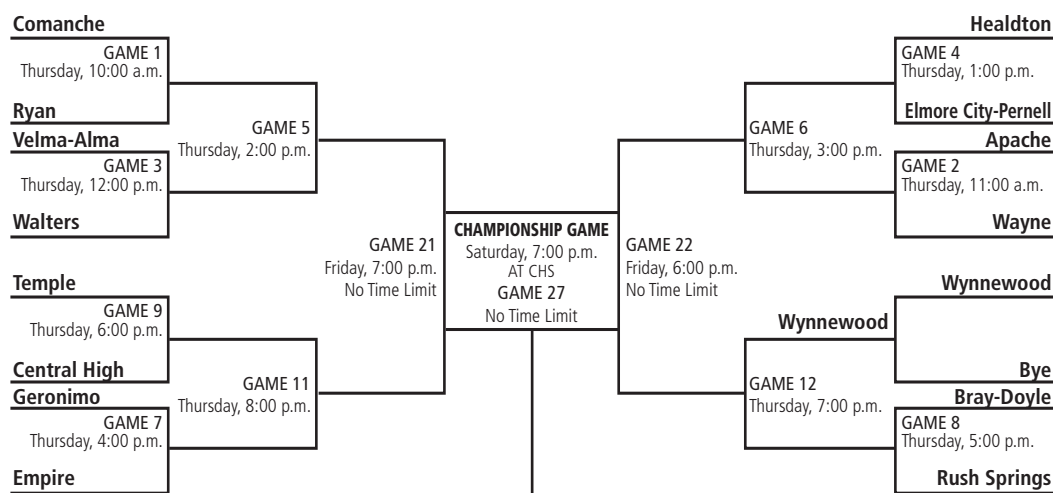 Comanche
GAME 1
Thursday, 10:00 a.m.
Ryan
Velma-Alma
GAME 3
Thursday, 12:00 p.m.
Walters
GAME 5
Thursday, 2:00 p.m.
Temple
GAME 9
Thursday, 6:00 p.m.
Central High
Geronimo
GAME 7
Thursday, 4:00 p.m.
Empire
GAME 11
Thursday, 8:00 p.m.
GAME 21
Friday, 7:00 p.m.
No Time Limit
CHAMPIONSHIP GAME
Saturday, 7:00 p.m.
AT CHS
GAME 27
No Time Limit
GAME 22
Friday, 6:00 p.m.
No Time Limit
Healdton
GAME 4
Thursday, 1:00 p.m.
Elmore City-Pernell
Apache
GAME 2
Thursday, 11:00 a.m.
Wayne
GAME 6
Thursday, 3:00 p.m.
Wynnewood
Wynnewood
Bye
Bray-Doyle
GAME 8
Thursday, 5:00 p.m.
Rush Springs
GAME 12
Thursday, 7:00 p.m.